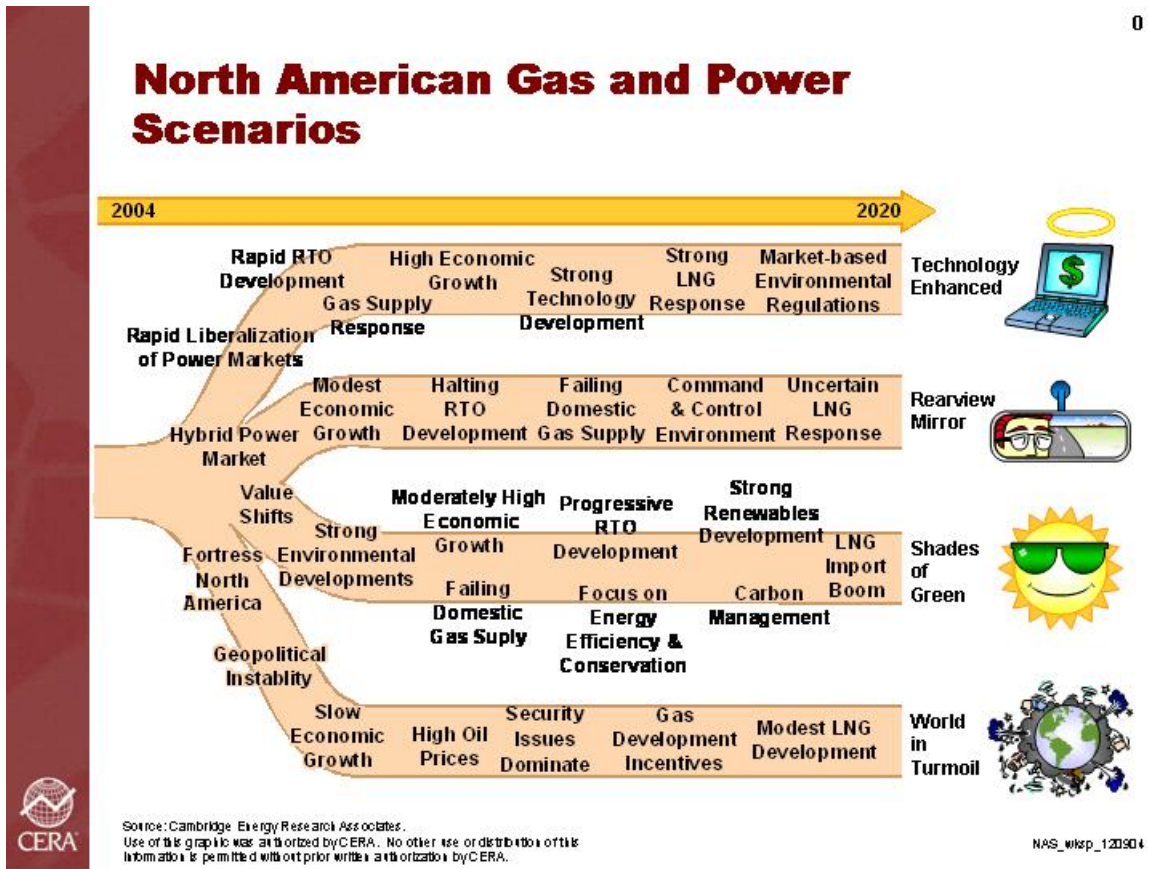 0
North American Gas and Power
Scenarios
2004
2020
Rapid RTO
Development
High Economic
Growth
Gas Supply
Response
Strong
Technology
Development
Strong
LNG
Response
Market-based
Environmental
Regulations
Technology
Enhanced
$
Rapid Liberalization
of Power Markets
Hybrid Power
Market
Modest
Economic
Growth
Halting
RTO
Development
Failing
Domestic
Gas Supply
Command
& Control
Environment
Uncertain
LNG
Response
Rearview
Mirror
Value
Shifts
Strong
Environmental
Developments
Moderately High
Economic
Growth
Progressive
RTO
Development
Strong
Renewables
Development
LNG
Import
Boom
Failing
Domestic
Gas Suply
Focus on
Energy
Efficiency &
Conservation
Carbon
Management
Shades
of
Green
Fortress
North
America
Geopolitical
Instablity
Slow
Economic
Growth
High Oil
Prices
Security
Issues
Dominate
Gas
Development
Incentives
Modest LNG
Development
World
in
Turmoil
CERA
Source: Cambridge Energy Research Associates.
Use of this graphic was authorized by CERA. No other use or distribution of this
information is permitted without prior written authorization by CERA.
NAS_wksp_120904